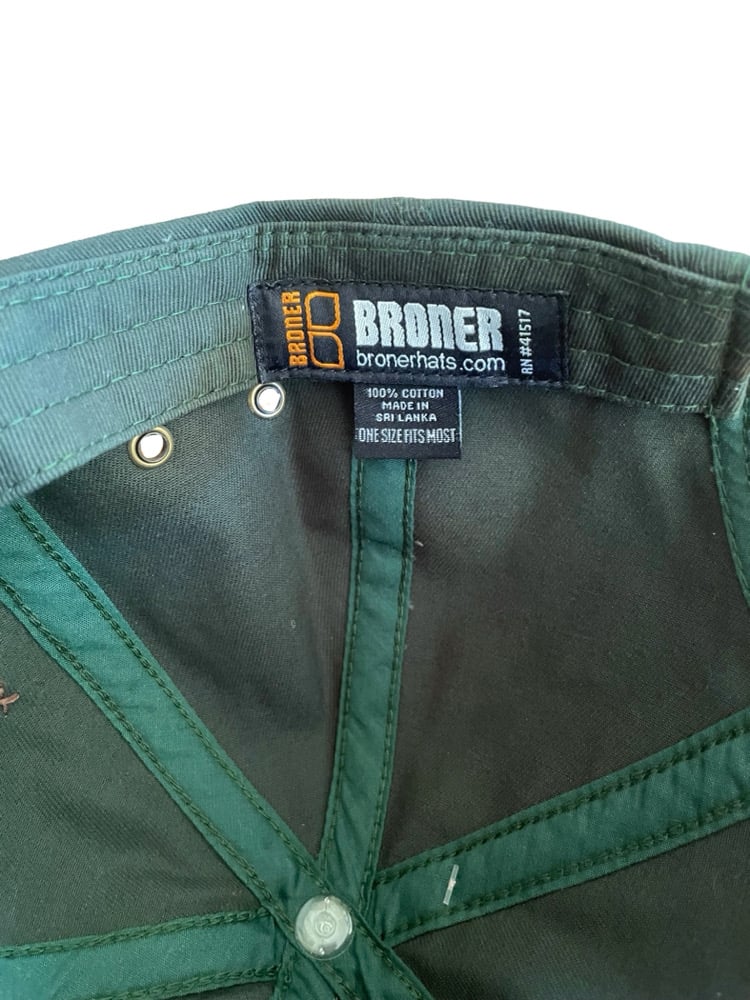 BRONER
BRONER
bronerhats.com
RN #41517
100% COTTON
MADE IN
SRI LANKA
ONE SIZE FITS MOST